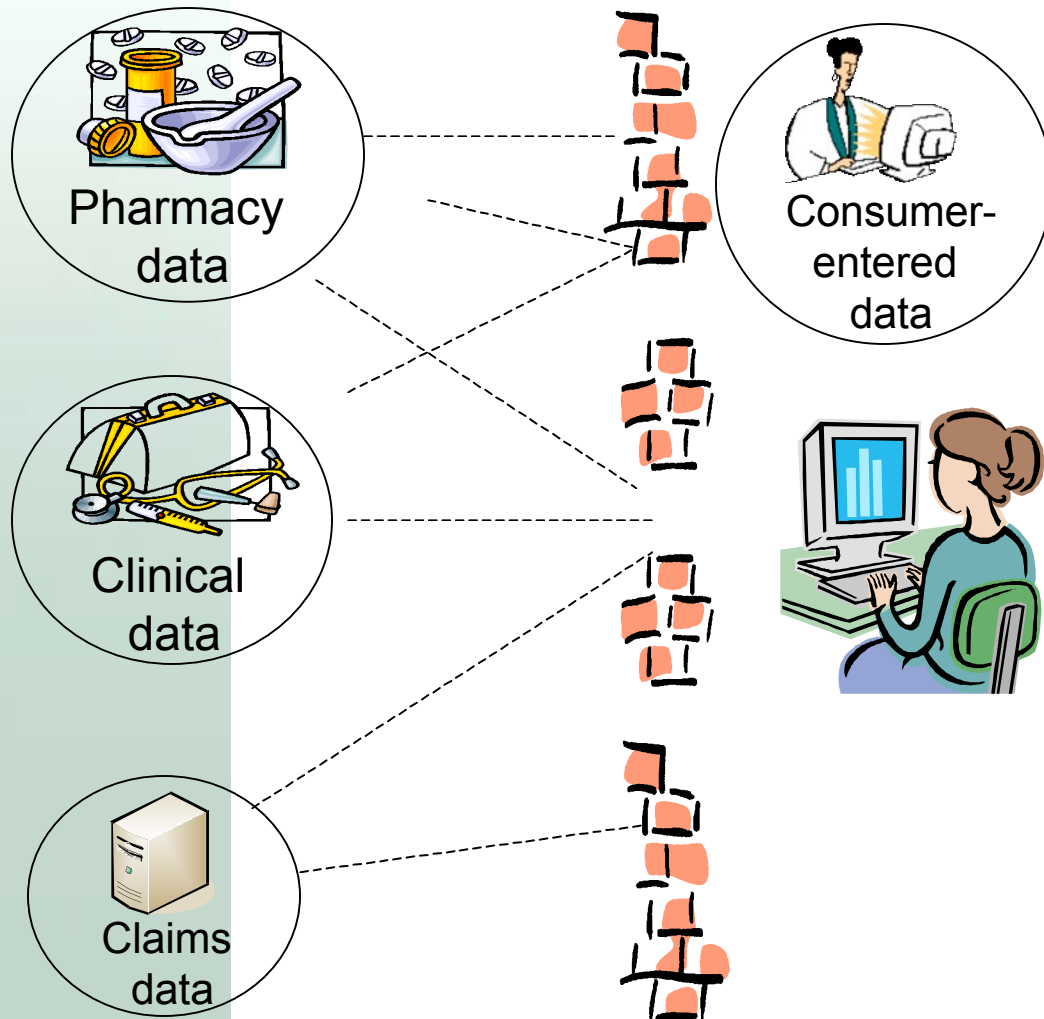 Pharmacy
data
Consumer-
entered
data
Clinical
data
Claims
data